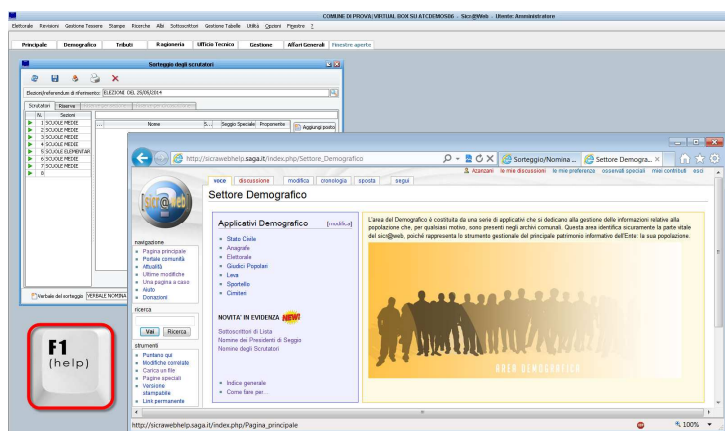 COMUNE DI PROVA| VIRTUAL BOX SU ATCDEMOS06 - Sicr@Web - Utente: Amministratore
Elettorale Revisioni Gestione Tessere Stampe Ricerche Albi Sottoscrittori Gestione Tabelle Utilità Opzioni Finestre ?
Principale Demografico Tributi Ragioneria Ufficio Tecnico Gestione Affari Generali Finestre aperte
Sorteggio degli scrutatori
Elezioni/referendum di riferimento: ELEZIONI DEL 25/05/2014
Scrutatori Riserve
N. Sezioni
... Nome S... Seggio Speciale Proponente
Aggiungi posto
1 SCUOLE MEDIE
2 SCUOLE MEDIE
3 SCUOLE MEDIE
4 SCUOLE MEDIE
5 SCUOLE ELEMENTAR
6 SCUOLE MEDIE
7 SCUOLE MEDIE
8
Verbale del sorteggio VERBALE NOMINA
F1
(help)
http://sicrawebhelp.saga.it/index.php/Settore_Demografico
Sorteggio/Nomina ... Settore Demogra... X
Azanzani le mie discussioni le mie preferenze osservati speciali miei contributi esci
voce discussione modifica cronologia sposta segui
sicr@web
Settore Demografico
navigazione
Pagina principale
Portale comunità
Attualità
Ultime modifiche
Una pagina a caso
Aiuto
Donazioni
ricerca
Vai Ricerca
strumenti
Puntano qui
Modifiche correlate
Carica un file
Pagine speciali
Versione
stampabile
Link permanente
Applicativi Demografico [modifica]
Stato Civile
Anagrafe
Elettorale
Giudici Popolari
Leva
Sportello
Cimiteri
NOVITA' IN EVIDENZA NEW!
Sottoscrittori di Lista
Nomine dei Presidenti di Seggio
Nomine degli Scrutatori
Indice generale
Come fare per...
L'area del Demografico è costituita da una serie di applicativi che si dedicano alla gestione delle informazioni relative alla
popolazione che, per qualsiasi motivo, sono presenti negli archivi comunali. Questa area identifica sicuramente la parte vitale
del sicr@web, poiché rappresenta lo strumento gestionale del principale patrimonio informativo dell'Ente: la sua popolazione.
AREA DEMOGRAFICA
http://sicrawebhelp.saga.it/index.php/Pagina_principale
100%